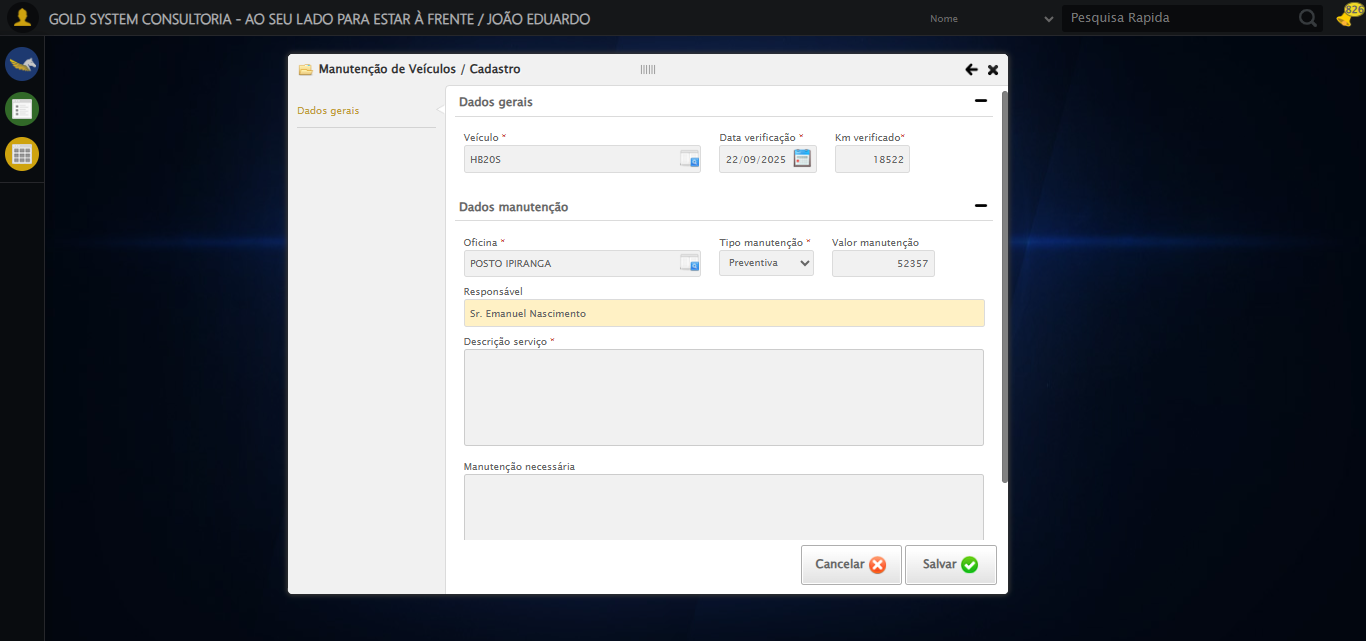 GOLD SYSTEM CONSULTORIA - AO SEU LADO PARA ESTAR À FRENTE / JOÃO EDUARDO
Nome
Pesquisa Rapida
826
Manutenção de Veículos / Cadastro
Dados gerais
Dados gerais
Veículo *
Data verificação *
Km verificado*
HB20S
22/09/2025
18522
Dados manutenção
Oficina *
Tipo manutenção *
Valor manutenção
POSTO IPIRANGA
Preventiva
52357
Responsável
Sr. Emanuel Nascimento
Descrição serviço *
Manutenção necessária
Cancelar
Salvar